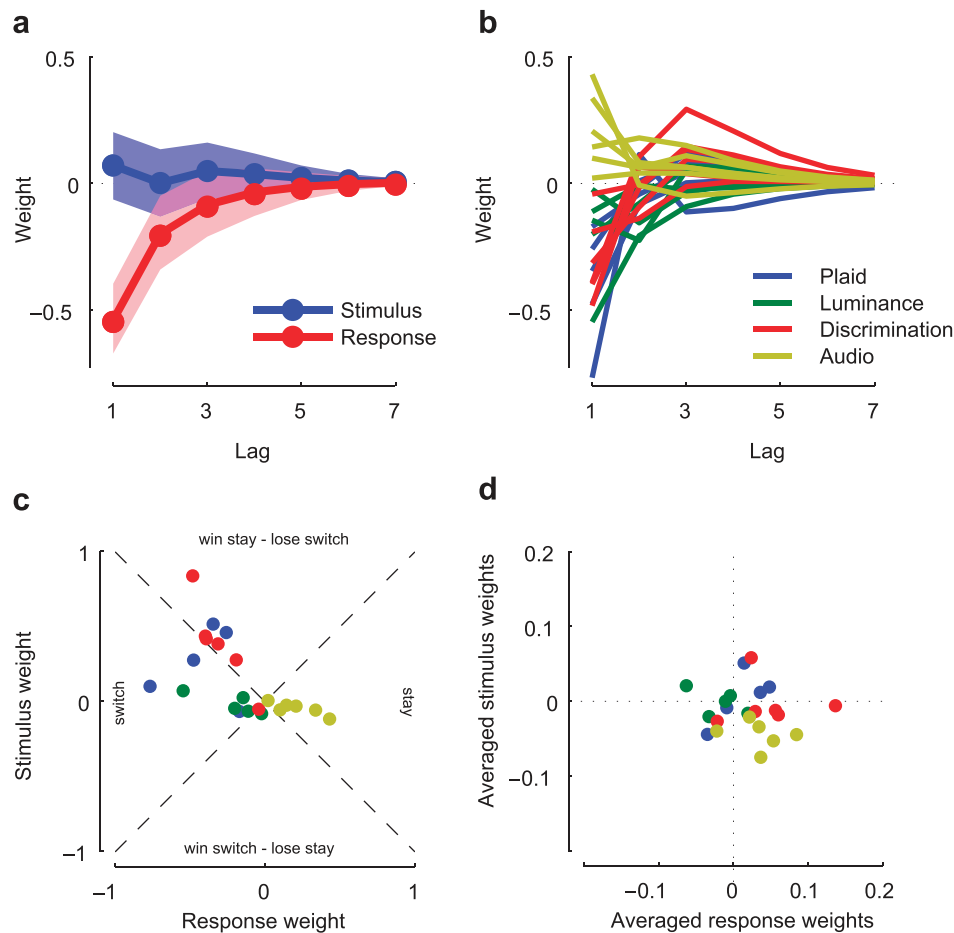 a
0.5
0
−0.5
Weight
Stimulus
Response
1
3
5
7
Lag
b
0.5
0
−0.5
Weight
Plaid
Luminance
Discrimination
Audio
1
3
5
7
Lag
c
win stay - lose switch
1
0
−1
Stimulus weight
switch
stay
win switch - lose stay
−1
0
1
Response weight
d
0.2
0.1
0
−0.1
Averaged stimulus weights
−0.1
0
0.1
0.2
Averaged response weights